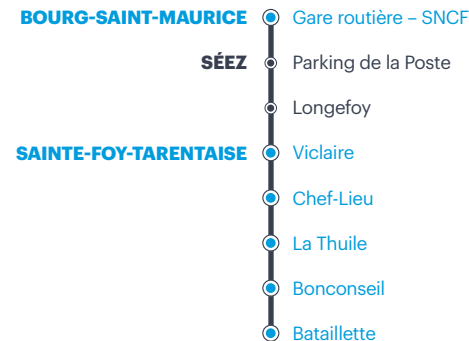 BOURG-SAINT-MAURICE Gare routière – SNCF
SÉEZ Parking de la Poste
Longefoy
SAINTE-FOY-TARENTAISE Viclaire
Chef-Lieu
La Thuile
Bonconseil
Bataillette